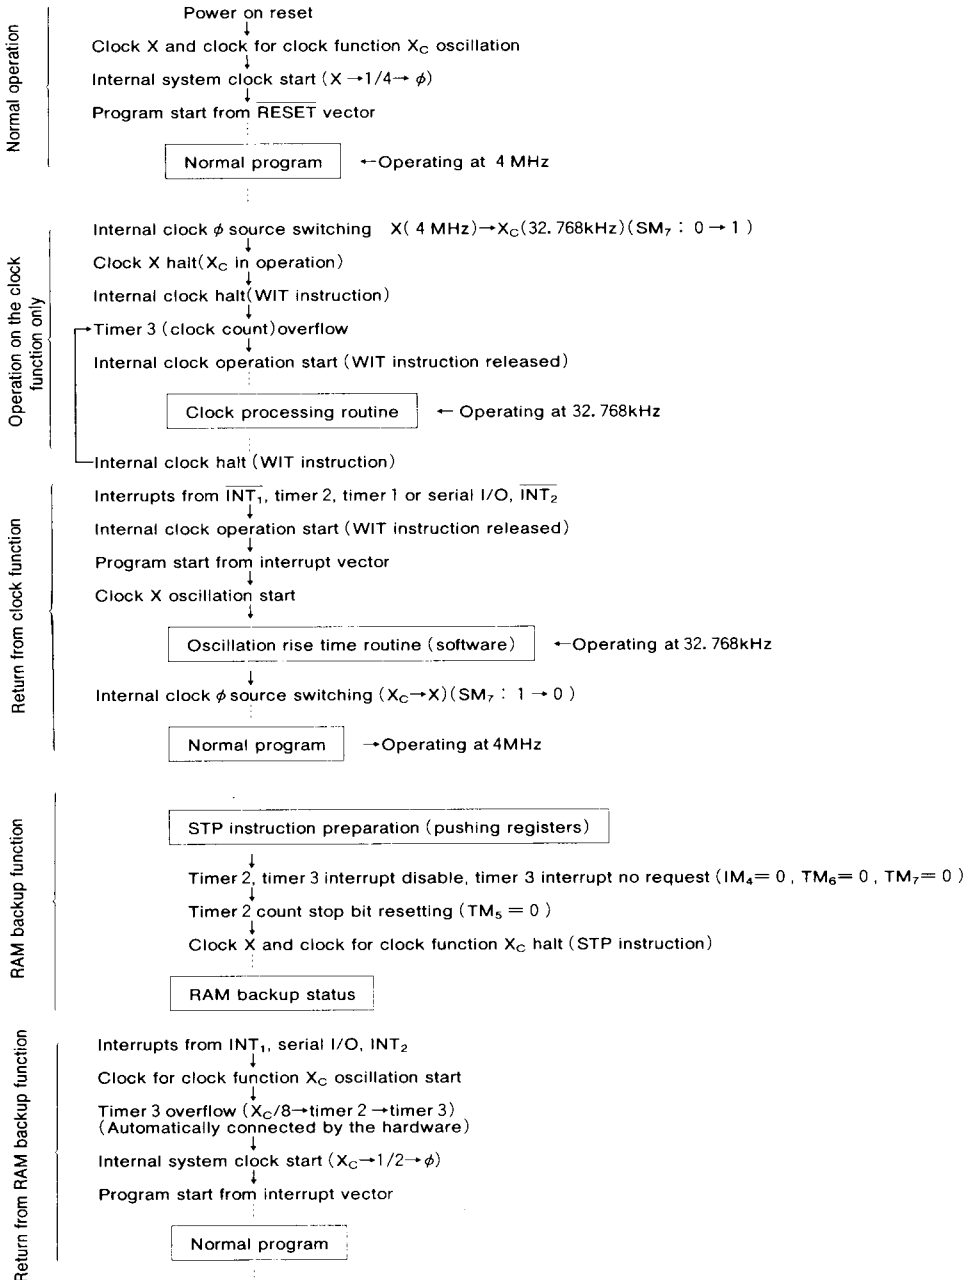 Normal operation
Power on reset
↓
Clock X and clock for clock function X_C oscillation
↓
Internal system clock start (X→1/4→ φ)
↓
Program start from R̅E̅S̅E̅T̅ vector
Normal program ←Operating at 4 MHz
Operation on the clock
function only
Internal clock φ source switching X( 4 MHz)→X_C(32.768kHz)(SM₇ : 0 → 1 )
↓
Clock X halt(X_C in operation)
↓
Internal clock halt(WIT instruction)
↓
Timer 3 (clock count)overflow
↓
Internal clock operation start (WIT instruction released)
Clock processing routine ← Operating at 32.768kHz
Internal clock halt (WIT instruction)
Return from clock function
Interrupts from I̅N̅T̅₁, timer 2, timer 1 or serial I/O, I̅N̅T̅₂
↓
Internal clock operation start (WIT instruction released)
↓
Program start from interrupt vector
↓
Clock X oscillation start
↓
Oscillation rise time routine (software) ←Operating at 32.768kHz
↓
Internal clock φ source switching (X_C→X)(SM₇ : 1 → 0 )
Normal program →Operating at 4MHz
RAM backup function
STP instruction preparation (pushing registers)
↓
Timer 2, timer 3 interrupt disable, timer 3 interrupt no request (IM₄= 0 , TM₆= 0 , TM₇= 0 )
↓
Timer 2 count stop bit resetting (TM₅ = 0 )
↓
Clock X and clock for clock function X_C halt (STP instruction)
RAM backup status
Return from RAM backup function
Interrupts from INT₁, serial I/O, INT₂
↓
Clock for clock function X_C oscillation start
↓
Timer 3 overflow (X_C/8→timer 2 →timer 3)
(Automatically connected by the hardware)
↓
Internal system clock start (X_C→1/2→ φ)
↓
Program start from interrupt vector
Normal program